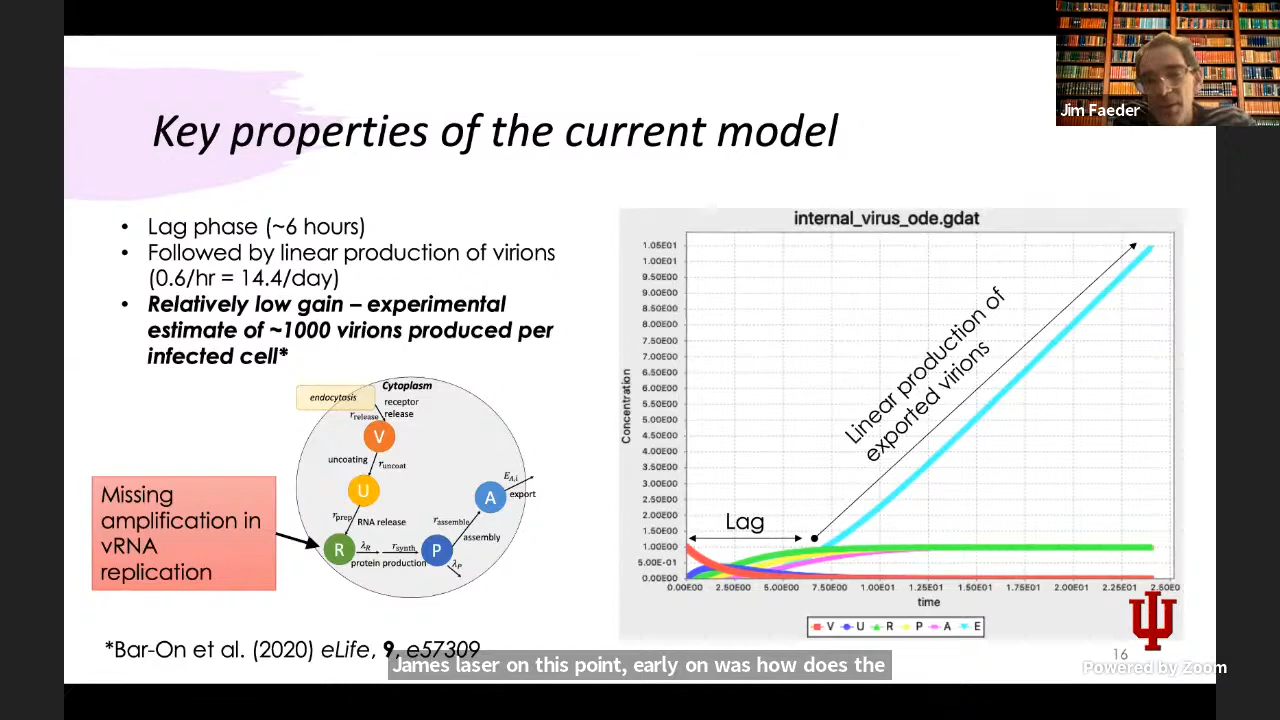 Jim Faeder
Key properties of the current model
• Lag phase (~6 hours)
• Followed by linear production of virions
(0.6/hr = 14.4/day)
• Relatively low gain – experimental
estimate of ~1000 virions produced per
infected cell*
Cytoplasm
endocytosis
receptor
release
r_release
V
uncoating
r_uncoat
U
r_prep
RNA release
R
λ_R
r_synth
protein production
P
λ_P
r_assemble
assembly
A
E_A,i
export
Missing
amplification in
vRNA
replication
*Bar-On et al. (2020) eLife, 9, e57309
internal_virus_ode.gdat
Concentration
1.05E01
1.00E01
9.50E00
9.00E00
8.50E00
8.00E00
7.50E00
7.00E00
6.50E00
6.00E00
5.50E00
5.00E00
4.50E00
4.00E00
3.50E00
3.00E00
2.50E00
2.00E00
1.50E00
1.00E00
5.00E-01
0.00E00
Linear production of
exported virions
Lag
0.00E00 2.50E00 5.00E00 7.50E00 1.00E01 1.25E01 1.50E01 1.75E01 2.00E01 2.25E01 2.50E0
time
V U R P A E
16
James laser on this point, early on was how does the
Powered by Zoom